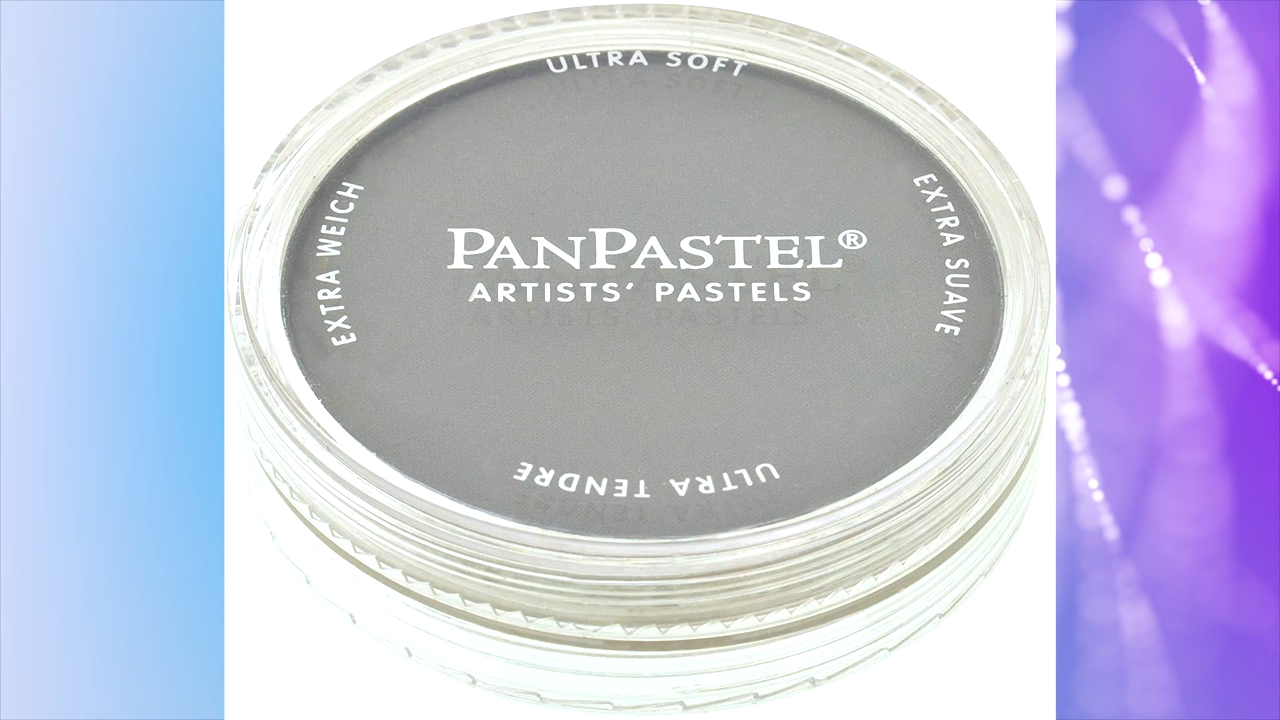 ULTRA SOFT
EXTRA WEICH
EXTRA SUAVE
PANPASTEL®
ARTISTS' PASTELS
ULTRA TENDRE